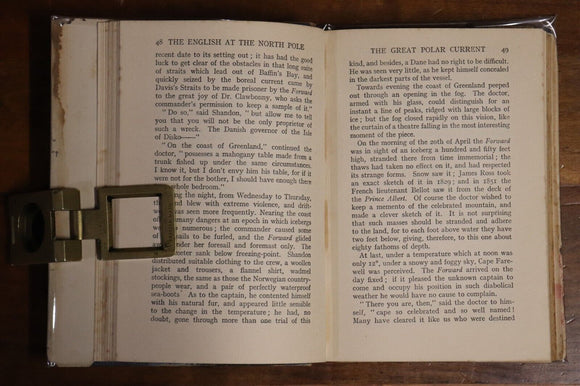 48 THE ENGLISH AT THE NORTH POLE
recent date to its setting out; it has had the good
luck to get clear of the obstacles in that long suite
of straits which lead out of Baffin's Bay, and
quickly seized by the boreal current came by
Davis's Straits to be made prisoner by the Forward
to the great joy of Dr. Clawbonny, who asks the
commander's permission to keep a sample of it."
"Do so," said Shandon, "but allow me to tell
you that you will not be the only proprietor of
such a wreck. The Danish governor of the Isle
of Disko——"
"On the coast of Greenland," continued the
doctor, "possesses a mahogany table made from a
trunk fished up under the same circumstances.
I know it, but I don't envy him his table, for if it
were not for the bother, I should have enough there
whole bedroom."
the night, from Wednesday to Thursday,
blew with extreme violence, and drift-
was seen more frequently. Nearing the coast
many dangers at an epoch in which icebergs
numerous; the commander caused some
sails to be furled, and the Forward glided
under her foresail and foremast only. The
sank below freezing-point. Shandon
distributed suitable clothing to the crew, a woollen
jacket and trousers, a flannel shirt, wadmel
stockings, the same as those the Norwegian country-
people wear, and a pair of perfectly waterproof
sea-boots. As to the captain, he contented himself
with his natural fur, and appeared little sensible
to the change in the temperature; he had, no
doubt, gone through more than one trial of this
THE GREAT POLAR CURRENT 49
kind, and besides, a Dane had no right to be difficult.
He was seen very little, as he kept himself concealed
in the darkest parts of the vessel.
Towards evening the coast of Greenland peeped
out through an opening in the fog. The doctor,
armed with his glass, could distinguish for an
instant a line of peaks, ridged with large blocks of
ice; but the fog closed rapidly on this vision, like
the curtain of a theatre falling in the most interesting
moment of the piece.
On the morning of the 20th of April the Forward
was in sight of an iceberg a hundred and fifty feet
high, stranded there from time immemorial; the
thaws had taken no effect on it, and had respected
its strange forms. Snow saw it; James Ross took
an exact sketch of it in 1829; and in 1851 the
French lieutenant Bellot saw it from the deck of
the Prince Albert. Of course the doctor wished to
keep a memento of the celebrated mountain, and
made a clever sketch of it. It is not surprising
that such masses should be stranded and adhere
to the land, for to each foot above water they have
two feet below, giving, therefore, to this one about
eighty fathoms of depth.
At last, under a temperature which at noon was
only 12°, under a snowy and foggy sky, Cape Fare-
well was perceived. The Forward arrived on the
day fixed; if it pleased the unknown captain to
come and occupy his position in such diabolical
weather he would have no cause to complain.
"There you are, then," said the doctor to him-
self, "cape so celebrated and so well named!
Many have cleared it like us who were destined